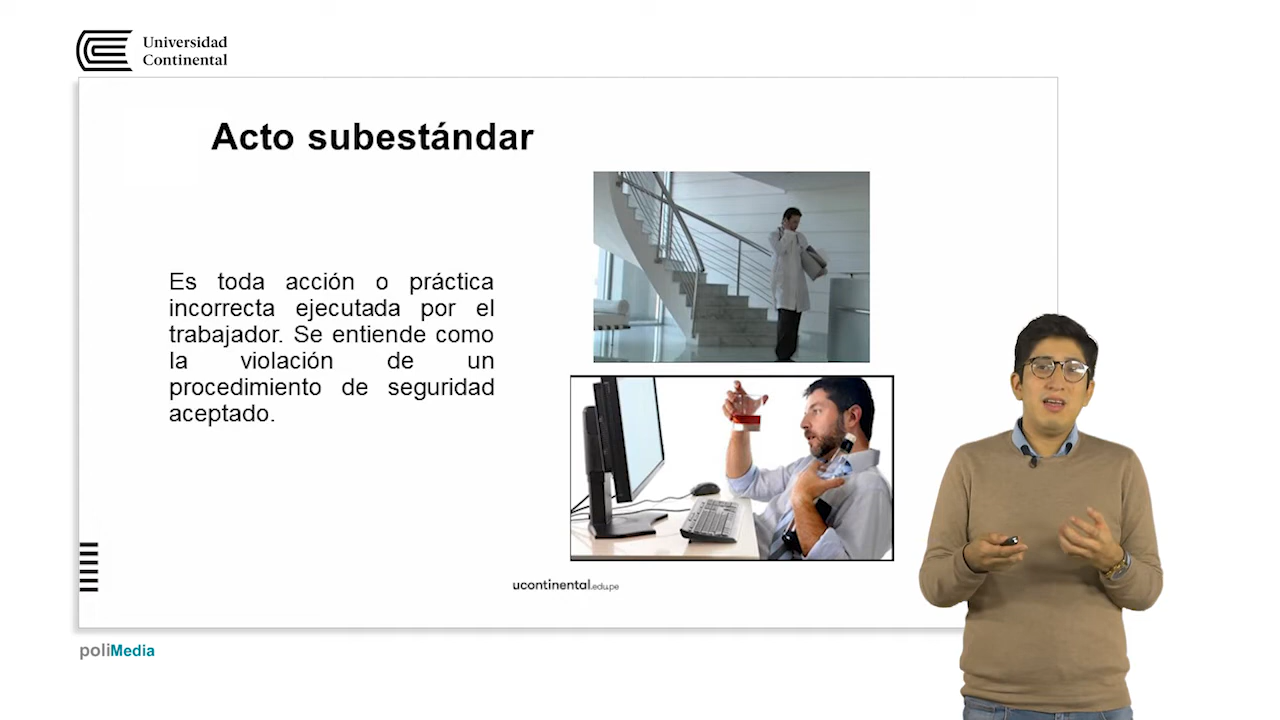 Universidad
Continental
Acto subestándar
Es toda acción o práctica
incorrecta ejecutada por el
trabajador. Se entiende como
la violación de un
procedimiento de seguridad
aceptado.
ucontinental.edu.pe
poliMedia